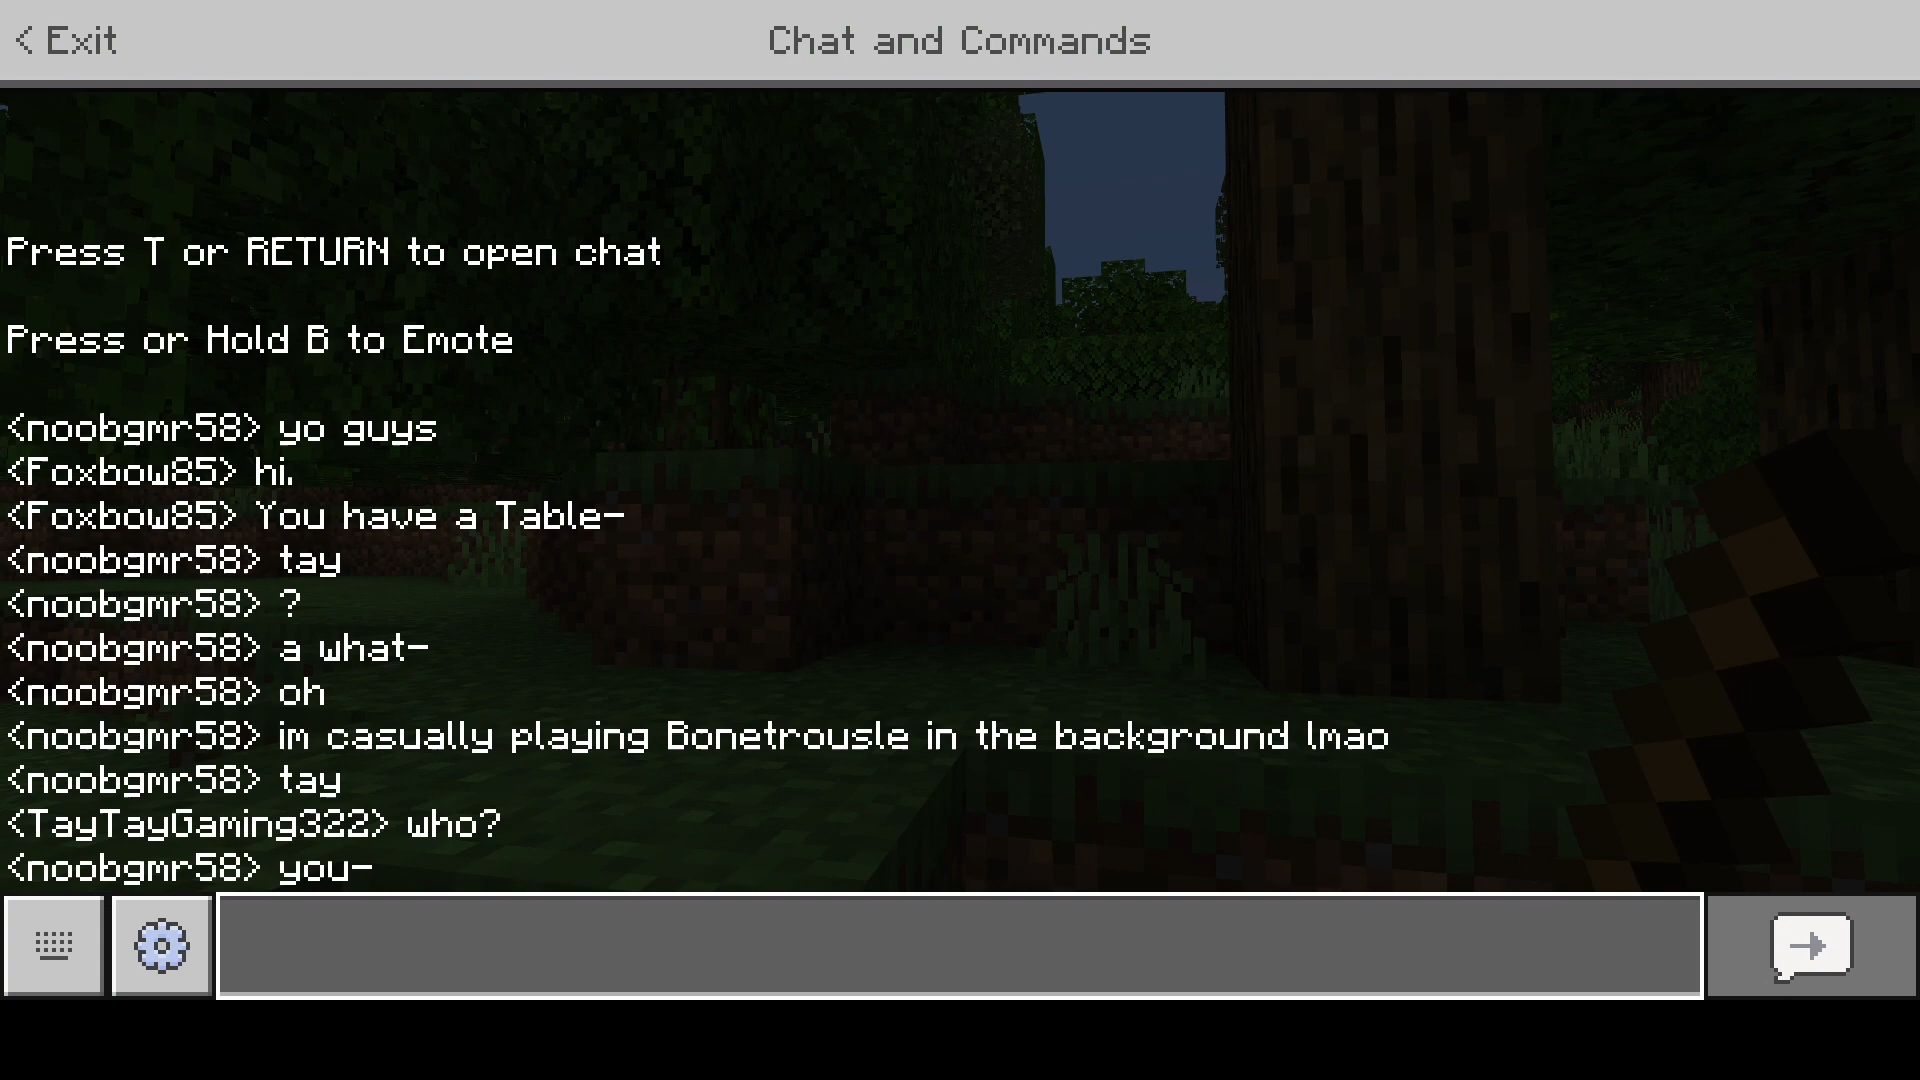 < Exit
Chat and Commands
Press T or RETURN to open chat
Press or Hold B to Emote
<noobgmr58> yo guys
<Foxbow85> hi.
<Foxbow85> You have a Table-
<noobgmr58> tay
<noobgmr58> ?
<noobgmr58> a what-
<noobgmr58> oh
<noobgmr58> im casually playing Bonetrousle in the background lmao
<noobgmr58> tay
<TayTayGaming322> who?
<noobgmr58> you-